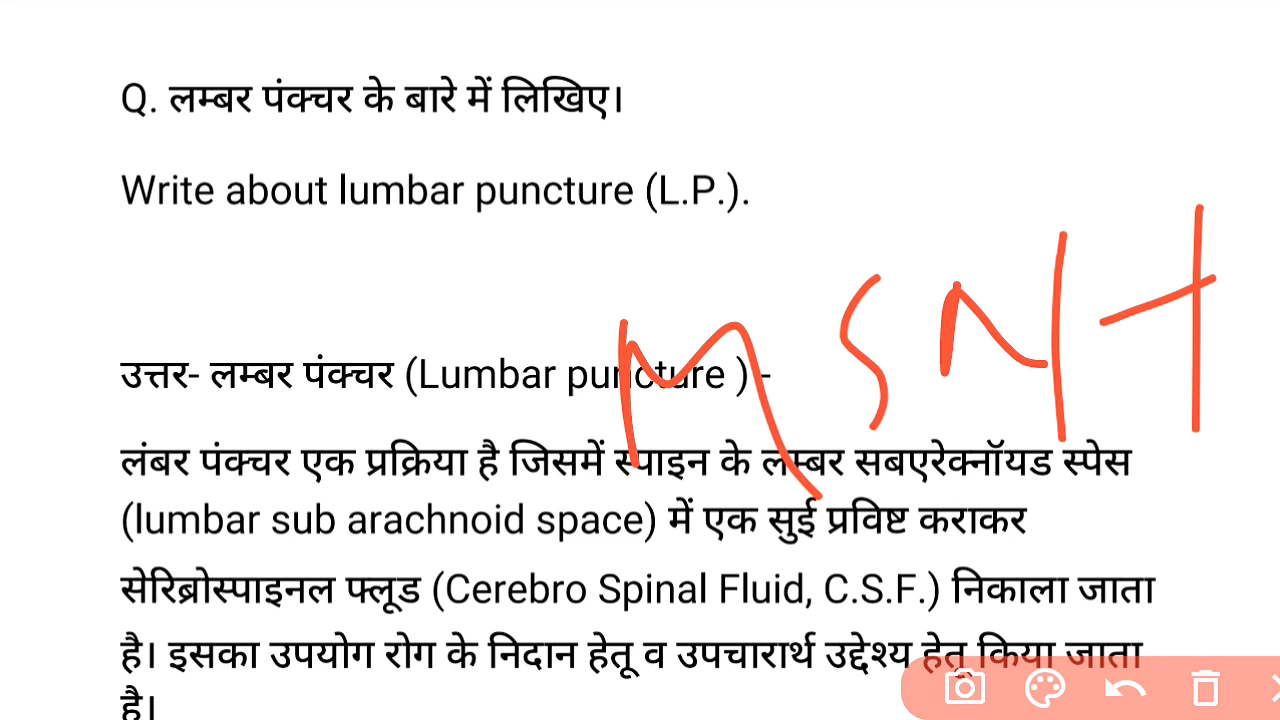 Q. लम्बर पंक्चर के बारे में लिखिए।
Write about lumbar puncture (L.P.).
उत्तर- लम्बर पंक्चर (Lumbar puncture ) -
लंबर पंक्चर एक प्रक्रिया है जिसमें स्पाइन के लम्बर सबएरेक्नॉयड स्पेस
(lumbar sub arachnoid space) में एक सुई प्रविष्ट कराकर
सेरिब्रोस्पाइनल फ्लूड (Cerebro Spinal Fluid, C.S.F.) निकाला जाता
है। इसका उपयोग रोग के निदान हेतू व उपचारार्थ उद्देश्य हेतू किया जाता
है।